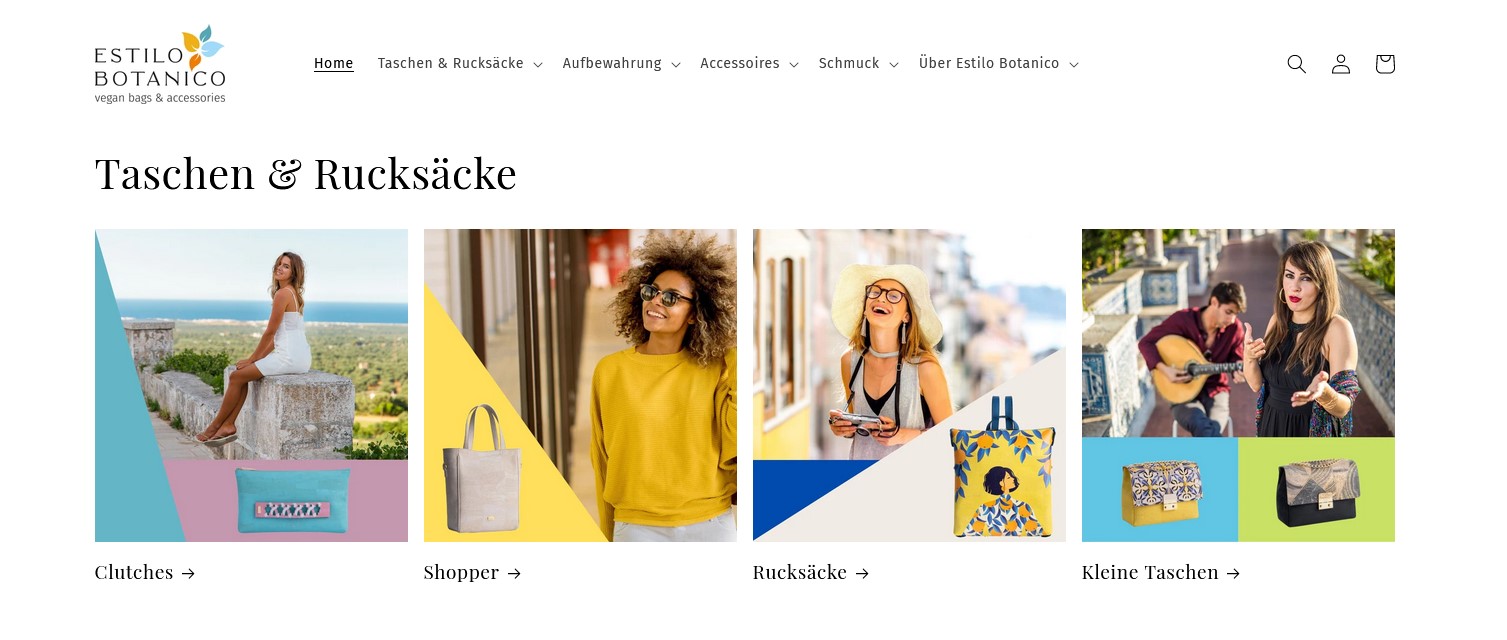 ESTILO
BOTANICO
vegan bags & accessories
Home Taschen & Rucksäcke Aufbewahrung Accessoires Schmuck Über Estilo Botanico
Taschen & Rucksäcke
Clutches →
Shopper →
Rucksäcke →
Kleine Taschen →